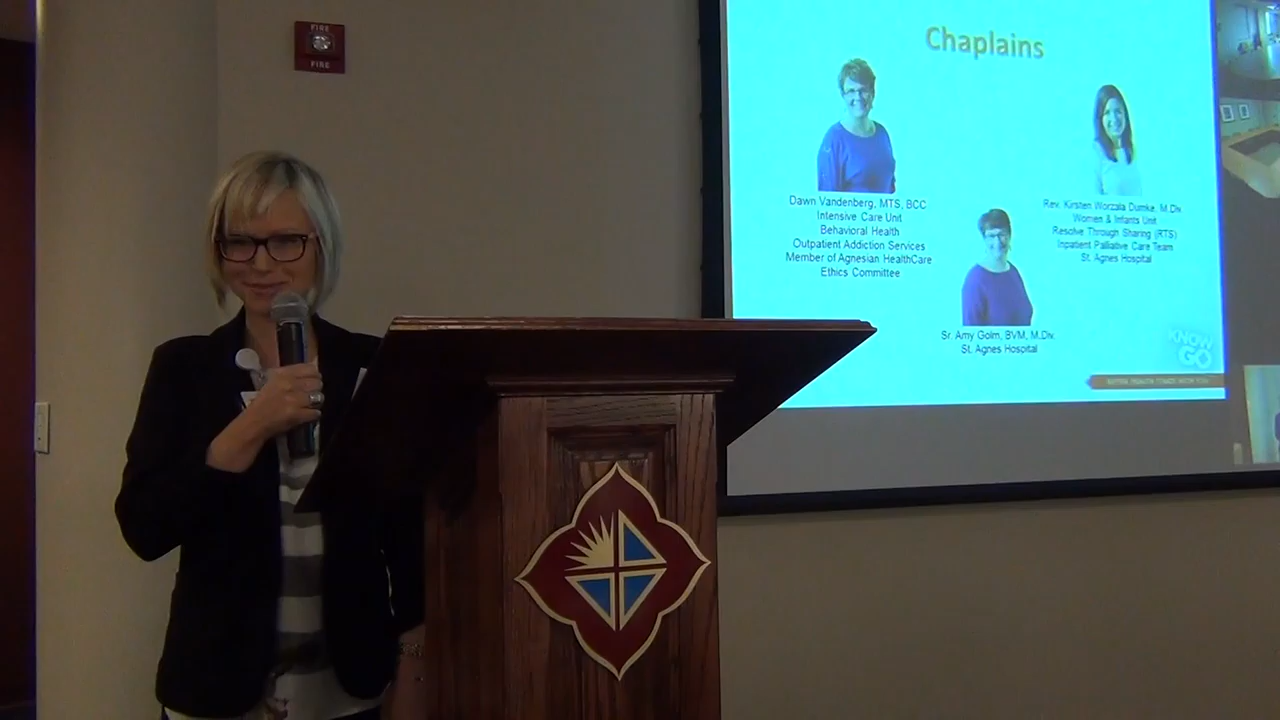 FIRE
FIRE
Chaplains
Dawn Vandenberg, MTS, BCC
Intensive Care Unit
Behavioral Health
Outpatient Addiction Services
Member of Agnesian HealthCare
Ethics Committee
Rev. Kirsten Worzala Dumke, M.Div.
Women & Infants Unit
Resolve Through Sharing (RTS)
Inpatient Palliative Care Team
St. Agnes Hospital
Sr. Amy Golm, BVM, M.Div.
St. Agnes Hospital
KNOW
GO